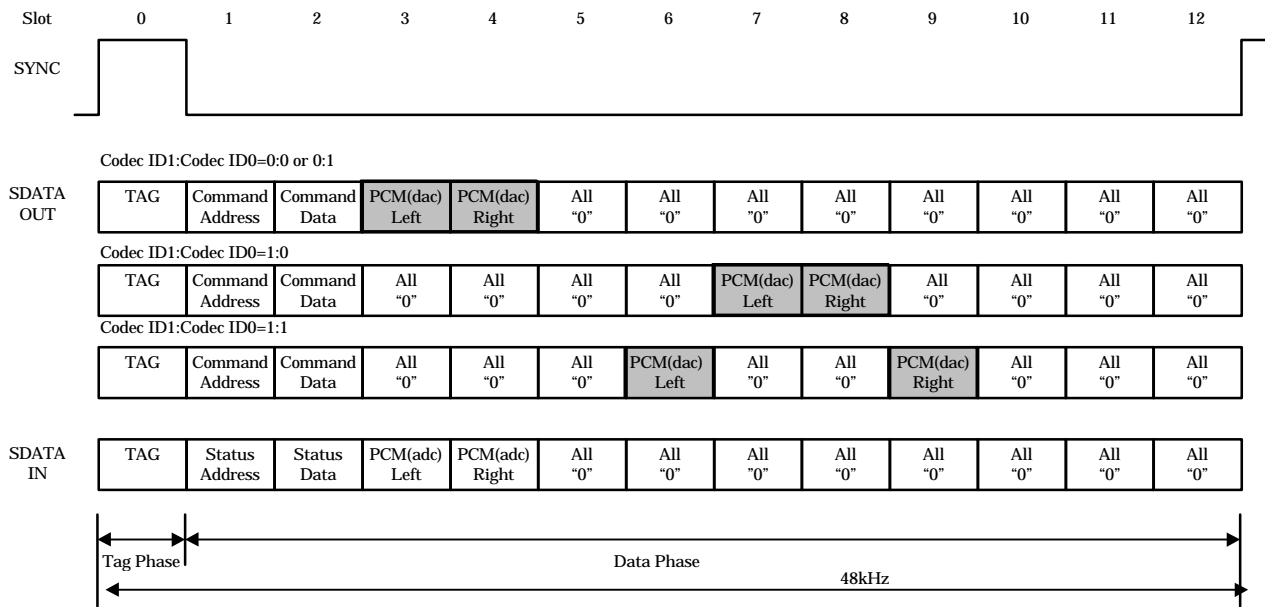 Slot 0 1 2 3 4 5 6 7 8 9 10 11 12
SYNC
Codec ID1:Codec ID0=0:0 or 0:1
SDATA OUT
TAG
Command Address
Command Data
PCM(dac) Left
PCM(dac) Right
All “0”
All “0”
All ”0”
All “0”
All “0”
All “0”
All “0”
All “0”
Codec ID1:Codec ID0=1:0
TAG
Command Address
Command Data
All “0”
All “0”
All “0”
All “0”
PCM(dac) Left
PCM(dac) Right
All “0”
All “0”
All “0”
All “0”
Codec ID1:Codec ID0=1:1
TAG
Command Address
Command Data
All “0”
All “0”
All “0”
PCM(dac) Left
All ”0”
All “0”
PCM(dac) Right
All “0”
All “0”
All “0”
SDATA IN
TAG
Status Address
Status Data
PCM(adc) Left
PCM(adc) Right
All “0”
All “0”
All ”0”
All “0”
All “0”
All “0”
All “0”
All “0”
Tag Phase
Data Phase
48kHz